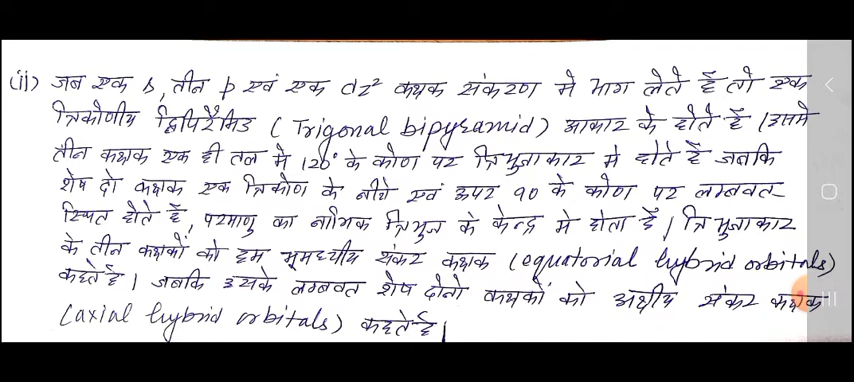 (ii) जब एक s, तीन p एवं एक dz² कक्षक संकरण मे भाग लेते हैं तो एक
त्रिकोणीय द्विपिरैमिड (Trigonal bipyramid) आकार के होते हैं। उसमे
तीन कक्षक एक ही तल मे 120° के कोण पर त्रिभुजाकार मे होते हैं जबकि
शेष दो कक्षक एक त्रिकोण के नीचे एवं ऊपर 90 के कोण पर लम्बवत-
स्थित होते हैं, परमाणु का नाभिक त्रिभुज के केन्द्र मे होता हैं। त्रिभुजाकार
के तीन कक्षकों को हम भूमध्यीय संकर कक्षक (equatorial hybrid orbitals)
कहते है। जबकि उसके लम्बवत शेष दोनो कक्षकों को अक्षीय संकर कक्षक
(axial hybrid orbitals) कहते है।